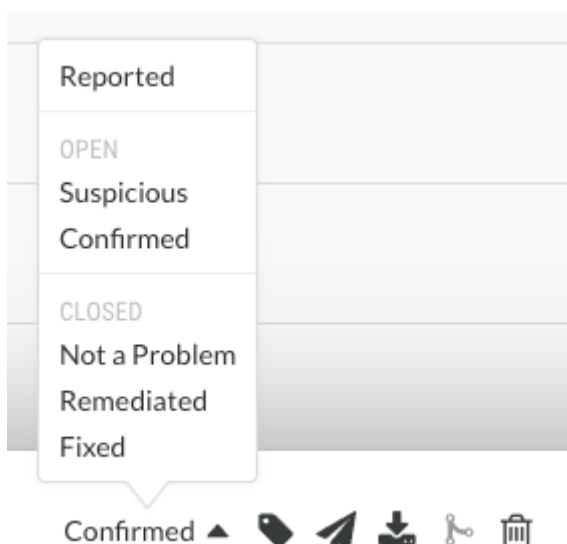 Reported
OPEN
Suspicious
Confirmed
CLOSED
Not a Problem
Remediated
Fixed
Confirmed